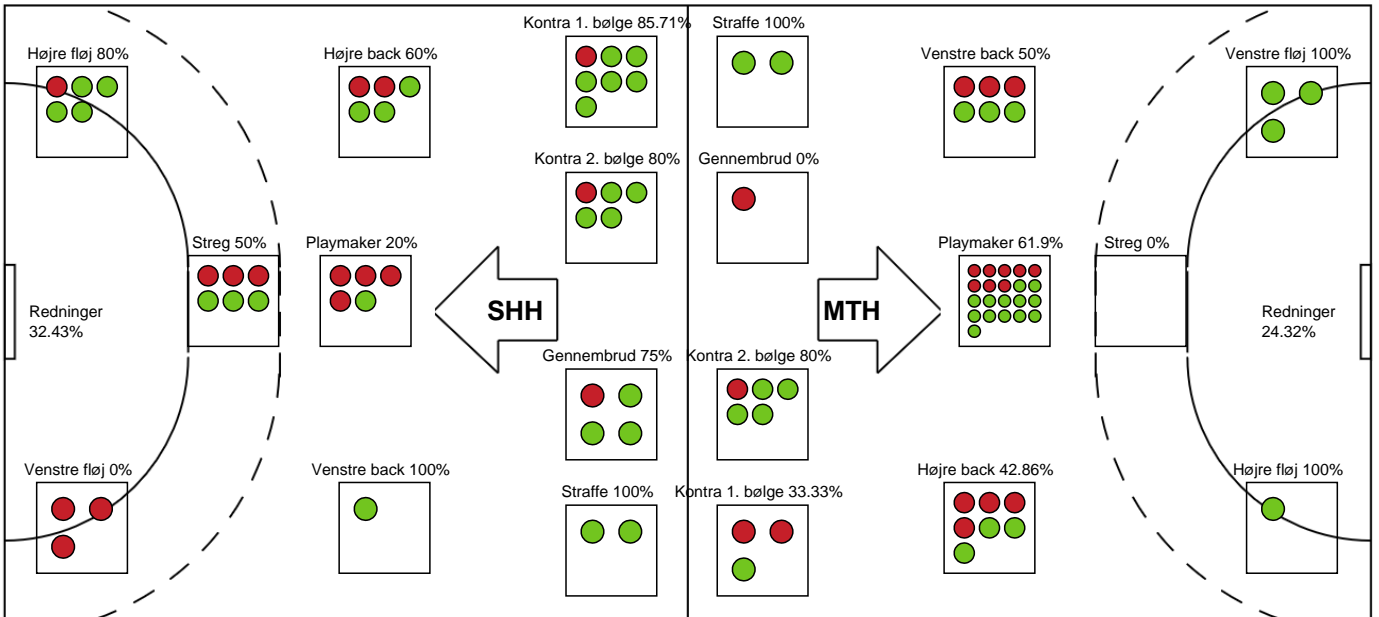 Kontra 1. bølge 85.71%
Straffe 100%
Højre fløj 80%
Højre back 60%
Venstre back 50%
Venstre fløj 100%
Kontra 2. bølge 80%
Gennembrud 0%
Streg 50%
Playmaker 20%
Playmaker 61.9%
Streg 0%
Redninger
32.43%
SHH
MTH
Redninger
24.32%
Gennembrud 75%
Kontra 2. bølge 80%
Venstre fløj 0%
Venstre back 100%
Straffe 100%
Kontra 1. bølge 33.33%
Højre back 42.86%
Højre fløj 100%